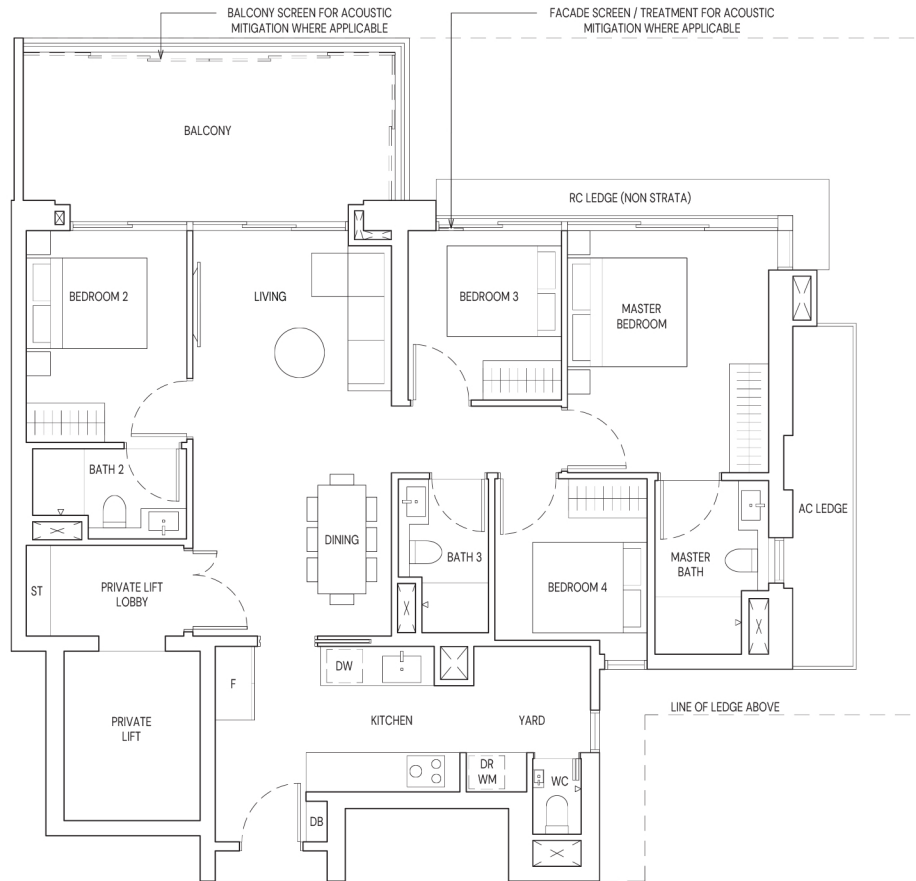 BALCONY SCREEN FOR ACOUSTIC
MITIGATION WHERE APPLICABLE
FACADE SCREEN / TREATMENT FOR ACOUSTIC
MITIGATION WHERE APPLICABLE
BALCONY
RC LEDGE (NON STRATA)
BEDROOM 2
LIVING
BEDROOM 3
MASTER
BEDROOM
BATH 2
AC LEDGE
DINING
BATH 3
MASTER
BATH
ST
PRIVATE LIFT
LOBBY
BEDROOM 4
DW
F
LINE OF LEDGE ABOVE
PRIVATE
LIFT
KITCHEN
YARD
DR
WM
WC
DB